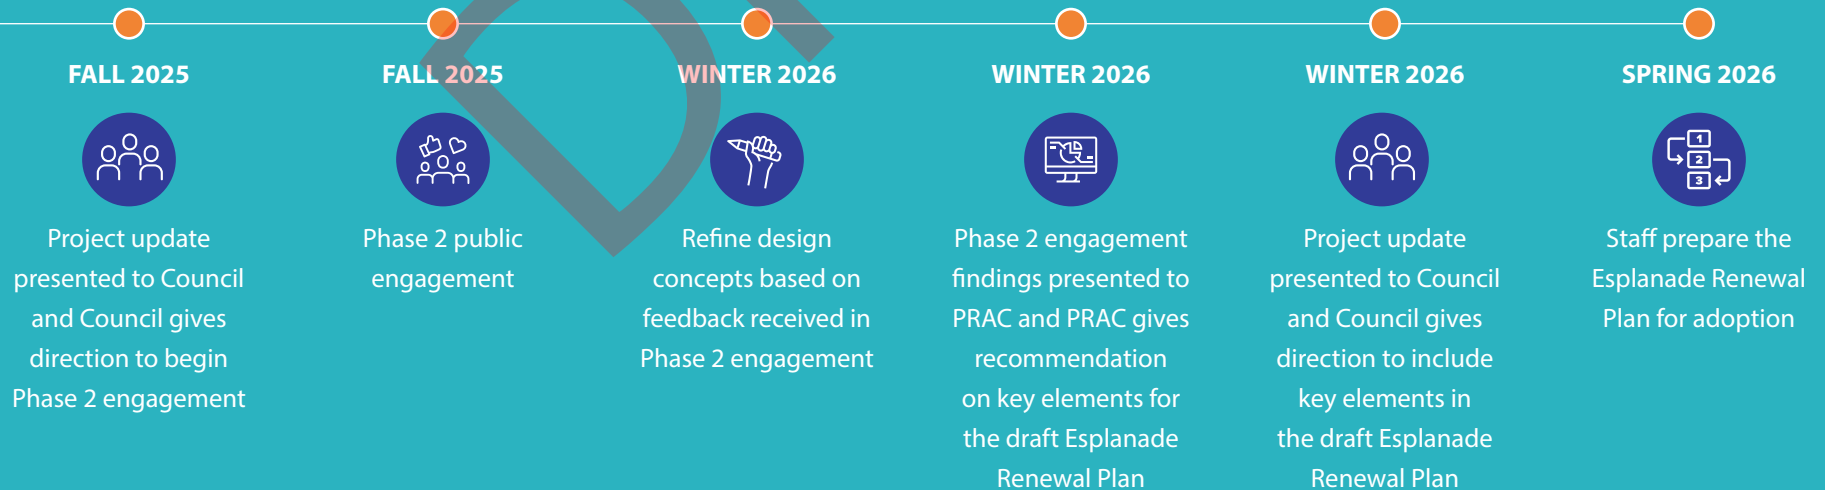 FALL 2025
Project update
presented to Council
and Council gives
direction to begin
Phase 2 engagement
FALL 2025
Phase 2 public
engagement
WINTER 2026
Refine design
concepts based on
feedback received in
Phase 2 engagement
WINTER 2026
Phase 2 engagement
findings presented to
PRAC and PRAC gives
recommendation
on key elements for
the draft Esplanade
Renewal Plan
WINTER 2026
Project update
presented to Council
and Council gives
direction to include
key elements in
the draft Esplanade
Renewal Plan
SPRING 2026
1
2
3
Staff prepare the
Esplanade Renewal
Plan for adoption